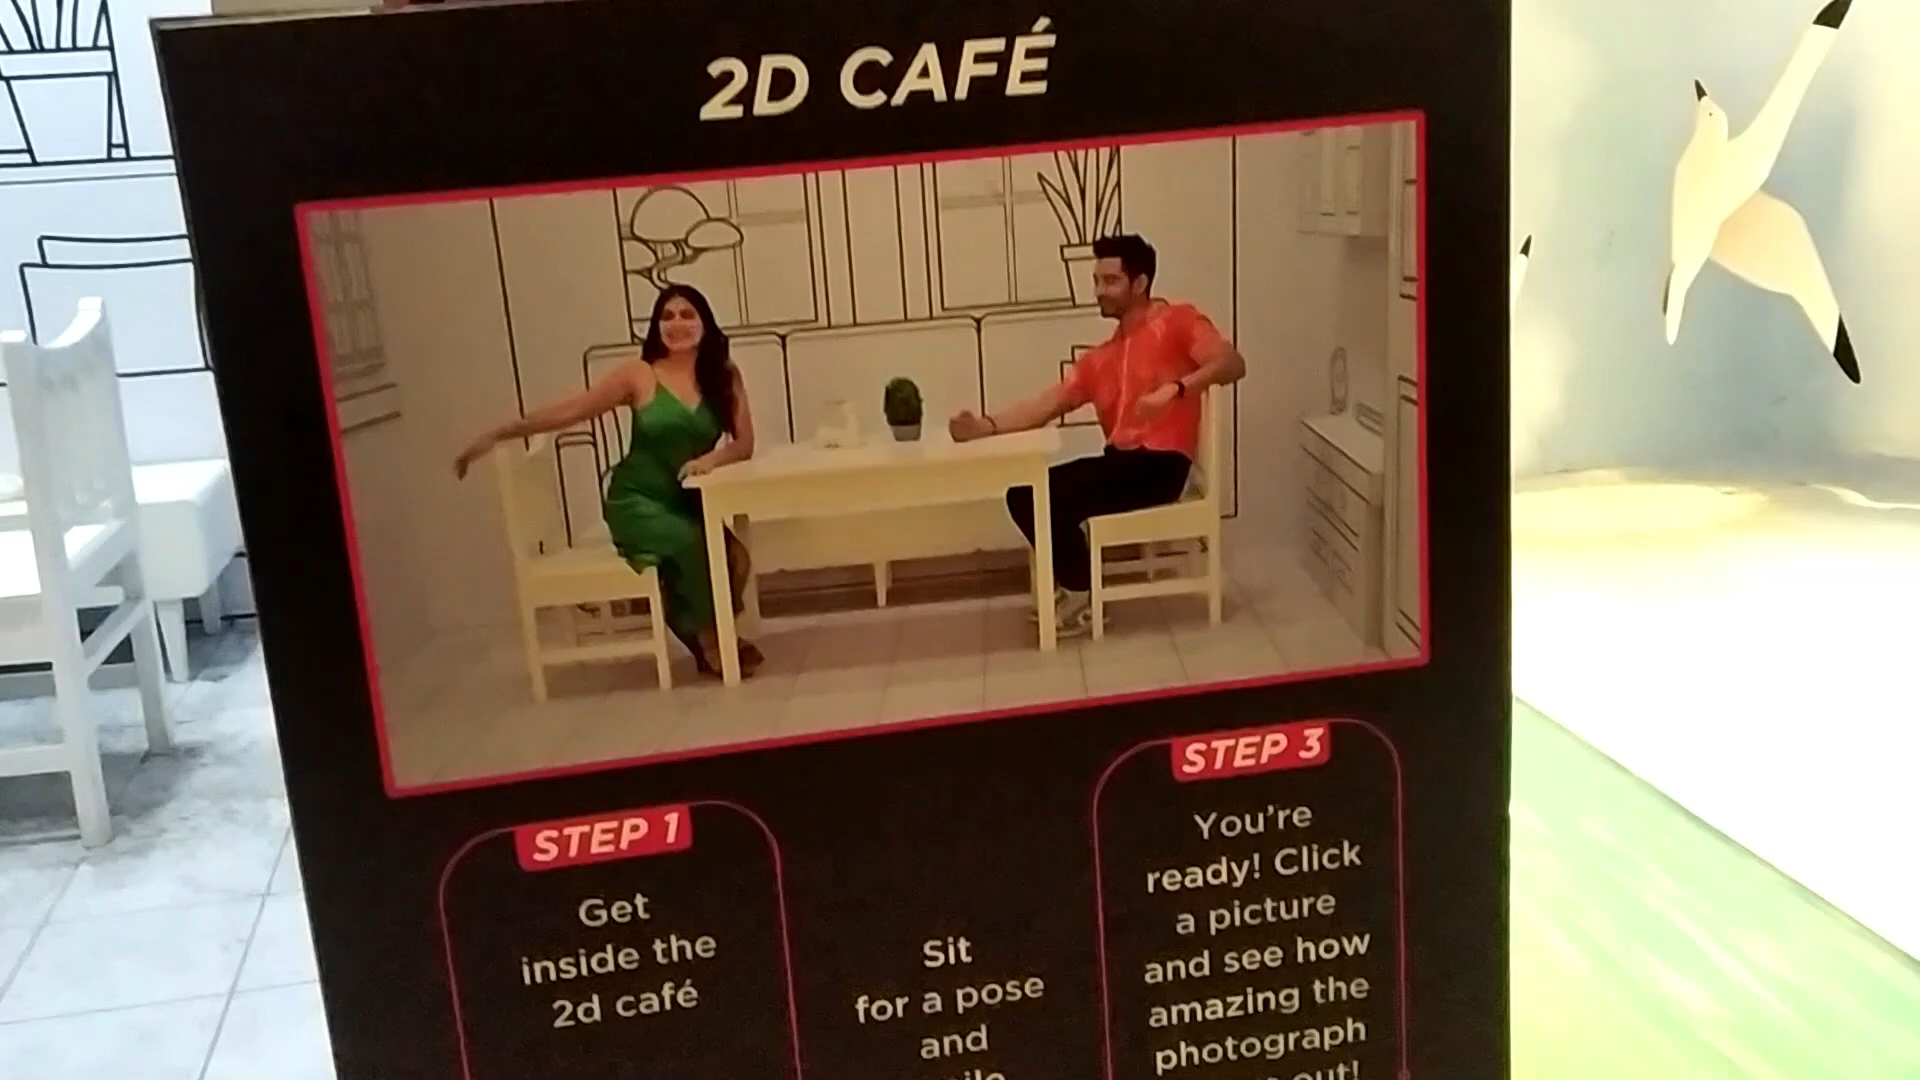 2D CAFÉ
STEP 1
Get
inside the
2d café
Sit
for a pose
and
STEP 3
You're
ready! Click
a picture
and see how
amazing the
photograph
out!